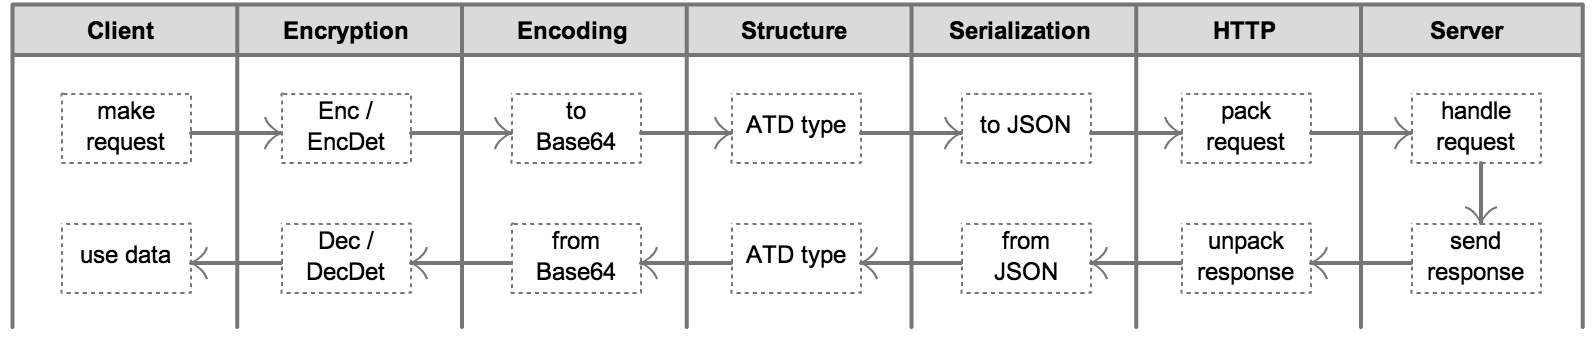 Client
Encryption
Encoding
Structure
Serialization
HTTP
Server
make
request
Enc /
EncDet
to
Base64
ATD type
to JSON
pack
request
handle
request
use data
Dec /
DecDet
from
Base64
ATD type
from
JSON
unpack
response
send
response